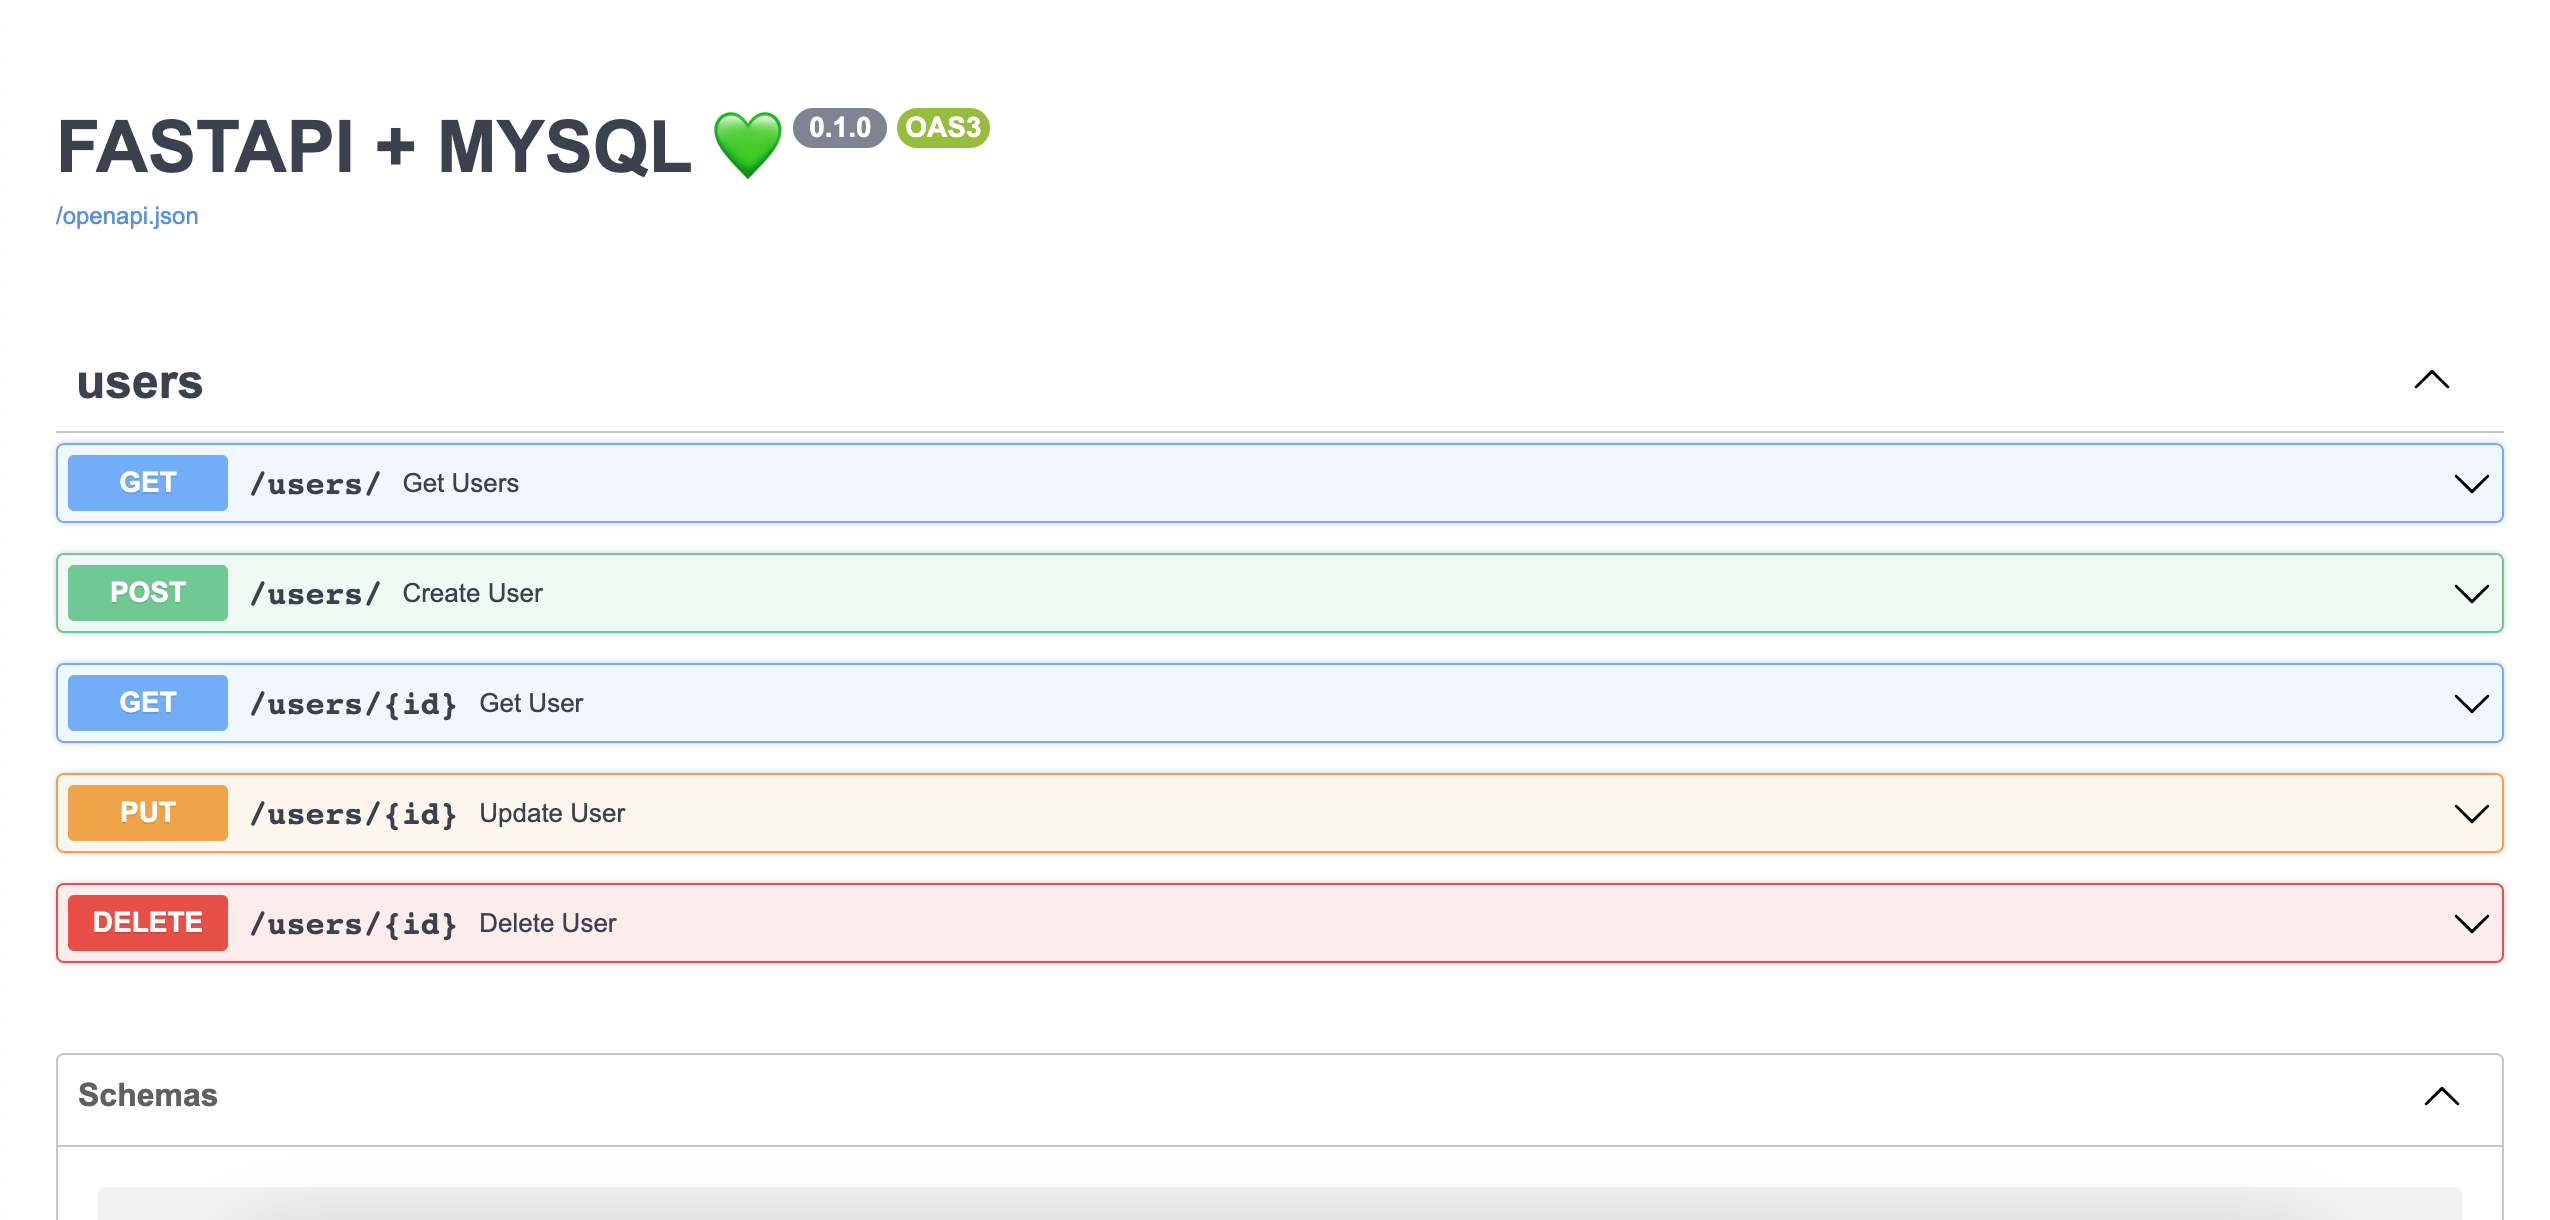 FASTAPI + MYSQL 💚 0.1.0 OAS3
/openapi.json
users
GET /users/ Get Users
POST /users/ Create User
GET /users/{id} Get User
PUT /users/{id} Update User
DELETE /users/{id} Delete User
Schemas